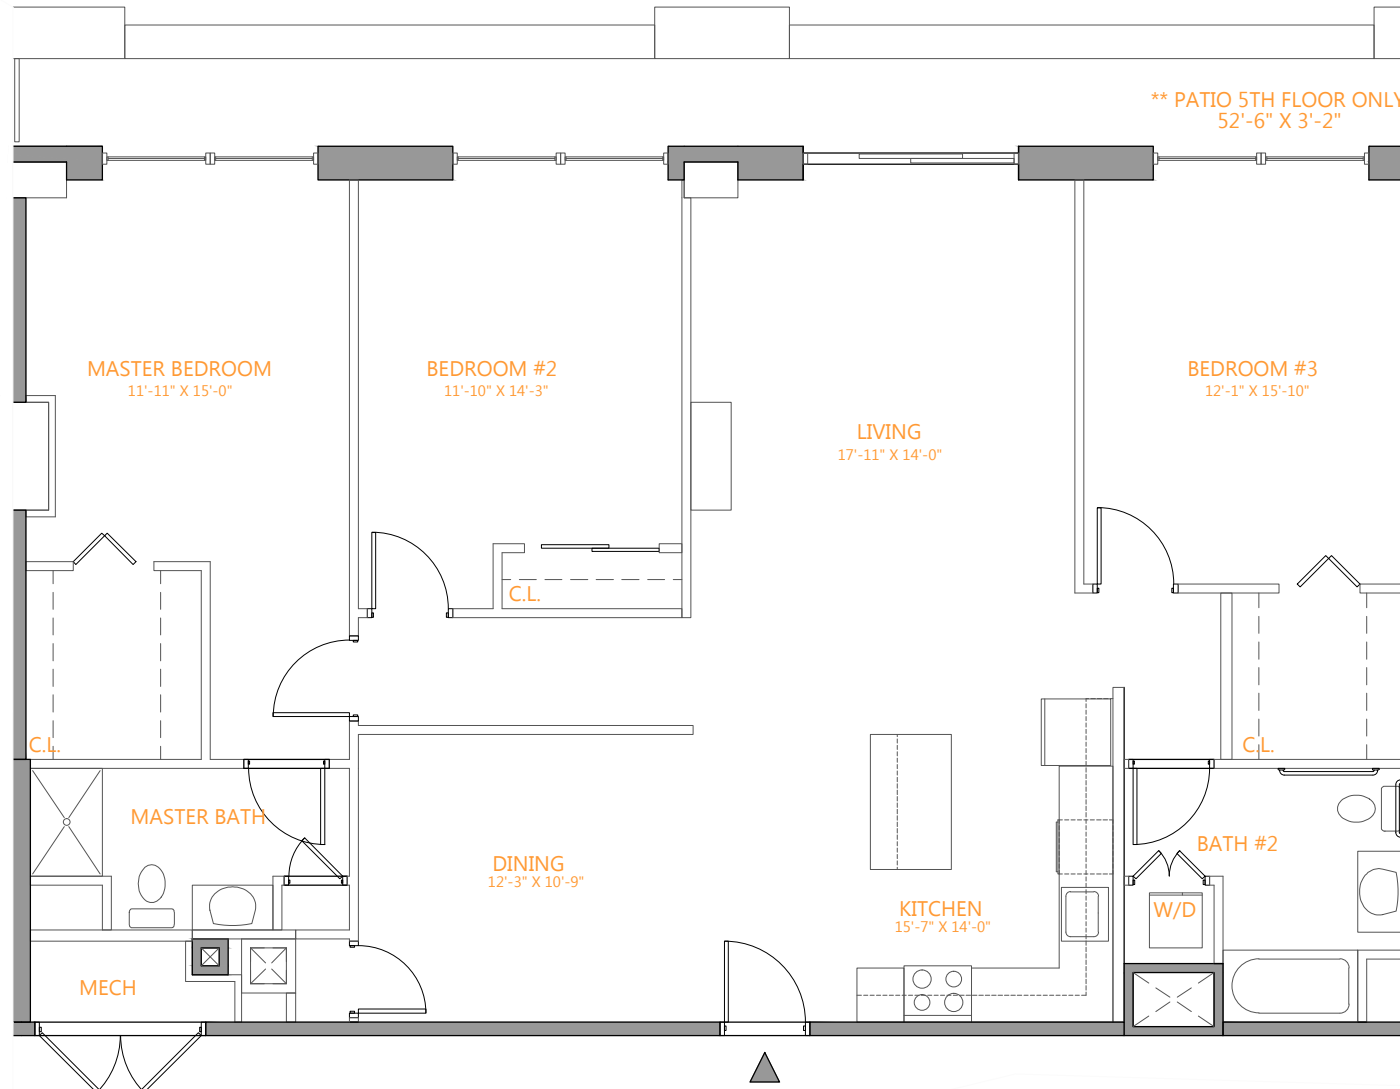 ** PATIO 5TH FLOOR ONLY
52'-6" X 3'-2"
MASTER BEDROOM
11'-11" X 15'-0"
BEDROOM #2
11'-10" X 14'-3"
BEDROOM #3
12'-1" X 15'-10"
LIVING
17'-11" X 14'-0"
C.L.
C.L.
C.L.
MASTER BATH
BATH #2
DINING
12'-3" X 10'-9"
KITCHEN
15'-7" X 14'-0"
W/D
MECH